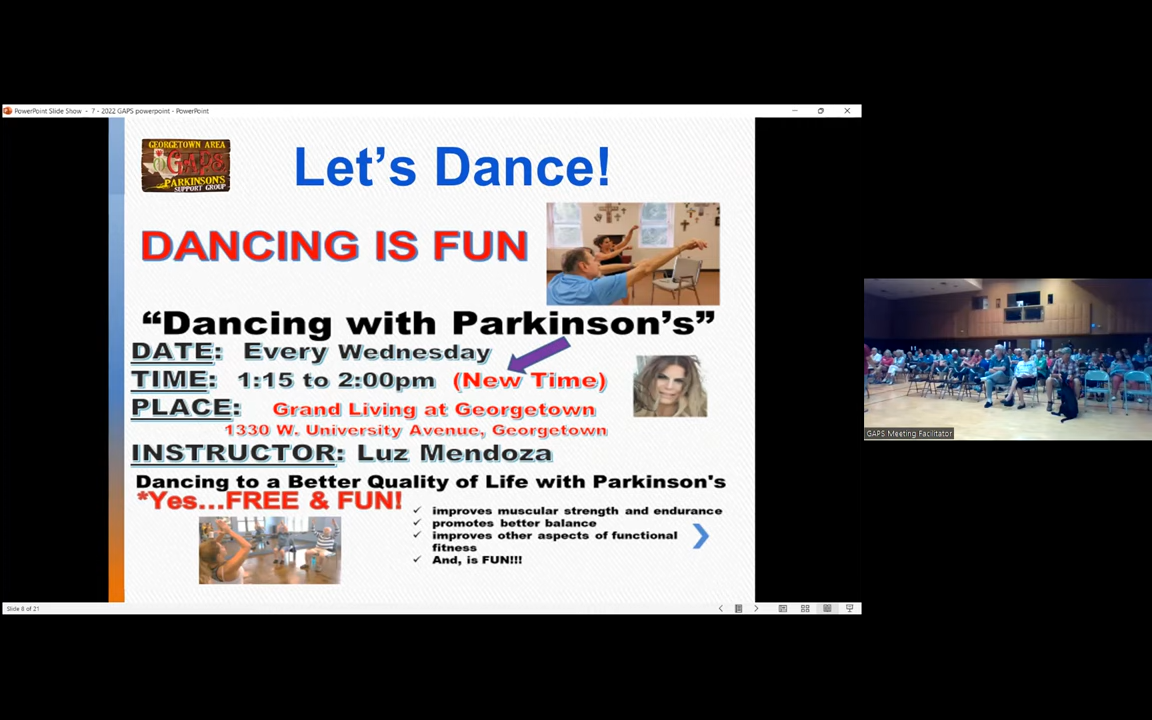 PowerPoint Slide Show - 7 - 2022 GAPS powerpoint - PowerPoint
GEORGETOWN AREA
GAPS
PARKINSON'S
SUPPORT GROUP
Let's Dance!
DANCING IS FUN
“Dancing with Parkinson's”
DATE: Every Wednesday
TIME: 1:15 to 2:00pm (New Time)
PLACE: Grand Living at Georgetown
1330 W. University Avenue, Georgetown
INSTRUCTOR: Luz Mendoza
Dancing to a Better Quality of Life with Parkinson's
*Yes...FREE & FUN!
✓ improves muscular strength and endurance
✓ promotes better balance
✓ improves other aspects of functional
fitness
✓ And, is FUN!!!
Slide 8 of 21
GAPS Meeting Facilitator